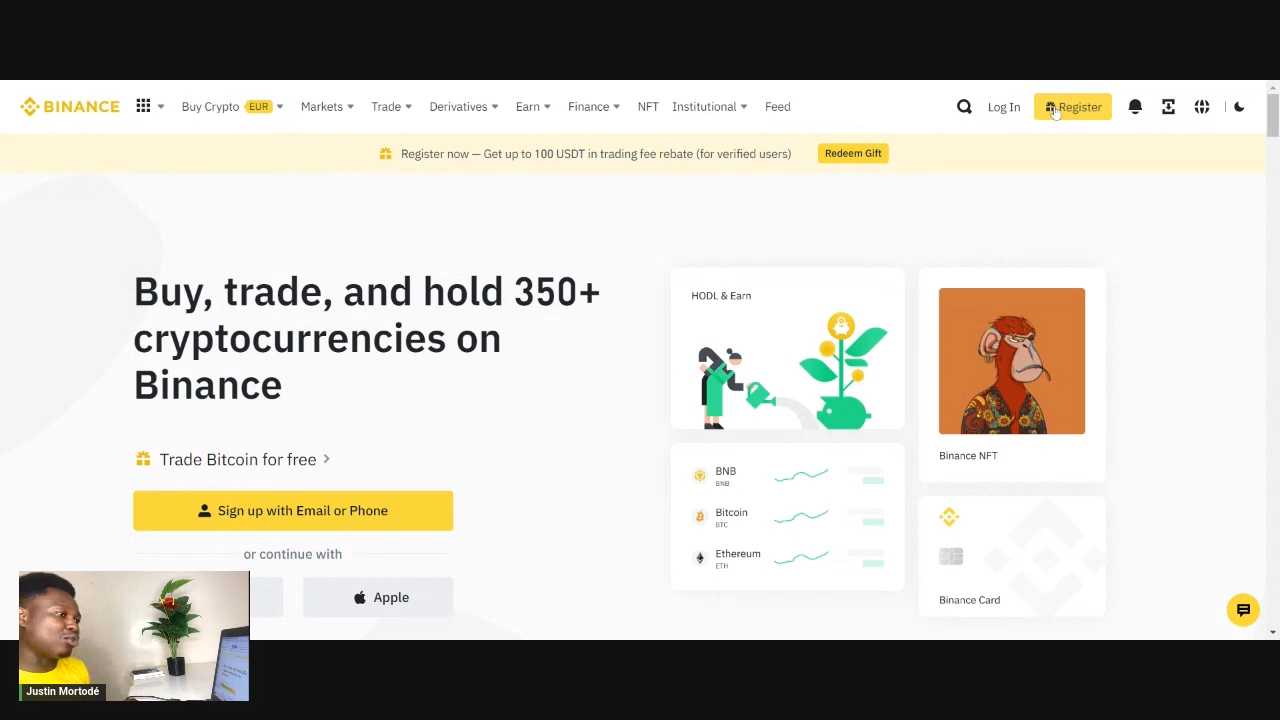 BINANCE
Buy Crypto EUR
Markets
Trade
Derivatives
Earn
Finance
NFT
Institutional
Feed
Log In
Register
Register now — Get up to 100 USDT in trading fee rebate (for verified users)
Redeem Gift
Buy, trade, and hold 350+
cryptocurrencies on
Binance
Trade Bitcoin for free
Sign up with Email or Phone
or continue with
Apple
HODL & Earn
BNB
BNB
Bitcoin
BTC
Ethereum
ETH
Binance NFT
Binance Card
Justin Mortodé